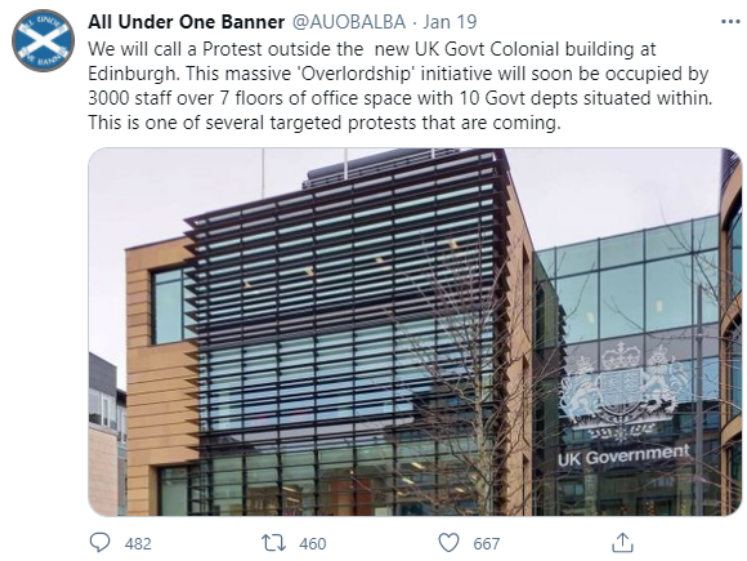 All Under One Banner @AUOBALBA · Jan 19
We will call a Protest outside the  new UK Govt Colonial building at
Edinburgh. This massive 'Overlordship' initiative will soon be occupied by
3000 staff over 7 floors of office space with 10 Govt depts situated within.
This is one of several targeted protests that are coming.
UK Government
482 460 667